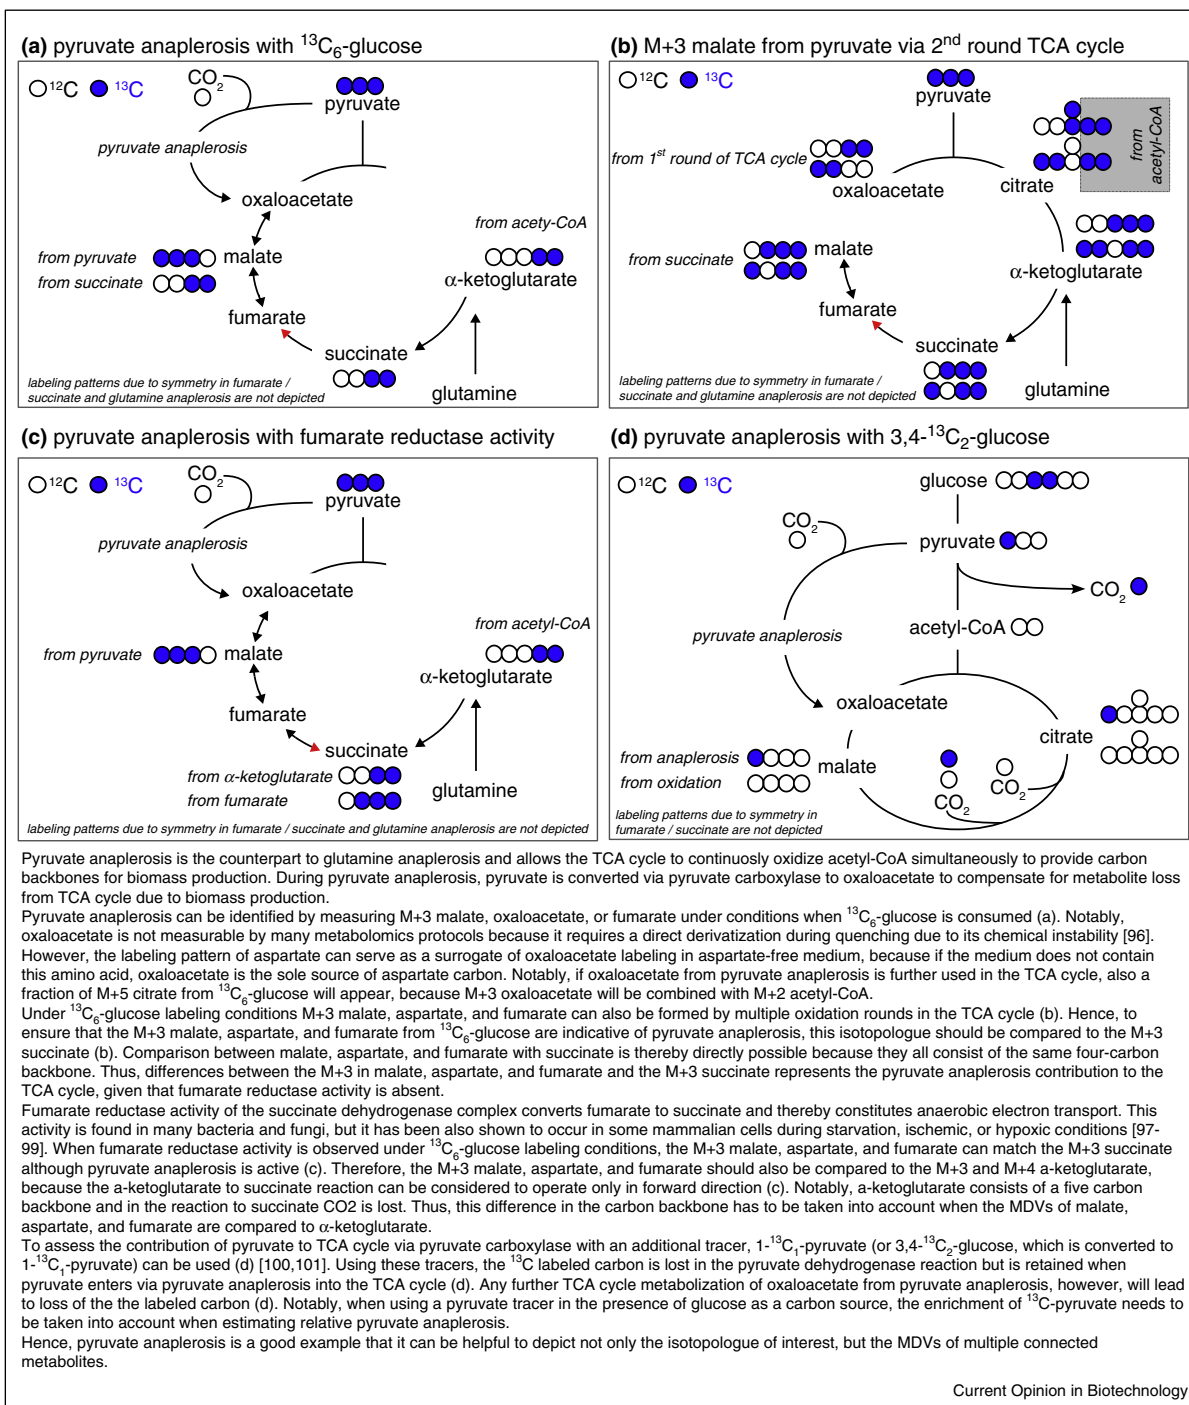 (a) pyruvate anaplerosis with ¹³C₆-glucose
¹²C ¹³C
CO₂
pyruvate
pyruvate anaplerosis
oxaloacetate
from acety-CoA
from pyruvate
malate
from succinate
α-ketoglutarate
fumarate
succinate
glutamine
labeling patterns due to symmetry in fumarate /
succinate and glutamine anaplerosis are not depicted
(b) M+3 malate from pyruvate via 2ⁿᵈ round TCA cycle
¹²C ¹³C
pyruvate
from
acetyl-CoA
from 1ˢᵗ round of TCA cycle
oxaloacetate
citrate
from succinate
malate
α-ketoglutarate
fumarate
succinate
glutamine
labeling patterns due to symmetry in fumarate /
succinate and glutamine anaplerosis are not depicted
(c) pyruvate anaplerosis with fumarate reductase activity
¹²C ¹³C
CO₂
pyruvate
pyruvate anaplerosis
oxaloacetate
from acetyl-CoA
from pyruvate
malate
α-ketoglutarate
fumarate
succinate
from α-ketglutarate
from fumarate
glutamine
labeling patterns due to symmetry in fumarate / succinate and glutamine anaplerosis are not depicted
(d) pyruvate anaplerosis with 3,4-¹³C₂-glucose
¹²C ¹³C
glucose
CO₂
pyruvate
CO₂
pyruvate anaplerosis
acetyl-CoA
oxaloacetate
citrate
from anaplerosis
malate
from oxidation
CO₂
CO₂
labeling patterns due to symmetry in
fumarate / succinate are not depicted
Pyruvate anaplerosis is the counterpart to glutamine anaplerosis and allows the TCA cycle to continuosly oxidize acetyl-CoA simultaneously to provide carbon
backbones for biomass production. During pyruvate anaplerosis, pyruvate is converted via pyruvate carboxylase to oxaloacetate to compensate for metabolite loss
from TCA cycle due to biomass production.
Pyruvate anaplerosis can be identified by measuring M+3 malate, oxaloacetate, or fumarate under conditions when ¹³C₆-glucose is consumed (a). Notably,
oxaloacetate is not measurable by many metabolomics protocols because it requires a direct derivatization during quenching due to its chemical instability [96].
However, the labeling pattern of aspartate can serve as a surrogate of oxaloacetate labeling in aspartate-free medium, because if the medium does not contain
this amino acid, oxaloacetate is the sole source of aspartate carbon. Notably, if oxaloacetate from pyruvate anaplerosis is further used in the TCA cycle, also a
fraction of M+5 citrate from ¹³C₆-glucose will appear, because M+3 oxaloacetate will be combined with M+2 acetyl-CoA.
Under ¹³C₆-glucose labeling conditions M+3 malate, aspartate, and fumarate can also be formed by multiple oxidation rounds in the TCA cycle (b). Hence, to
ensure that the M+3 malate, aspartate, and fumarate from ¹³C₆-glucose are indicative of pyruvate anaplerosis, this isotopologue should be compared to the M+3
succinate (b). Comparison between malate, aspartate, and fumarate with succinate is thereby directly possible because they all consist of the same four-carbon
backbone. Thus, differences between the M+3 in malate, aspartate, and fumarate and the M+3 succinate represents the pyruvate anaplerosis contribution to the
TCA cycle, given that fumarate reductase activity is absent.
Fumarate reductase activity of the succinate dehydrogenase complex converts fumarate to succinate and thereby constitutes anaerobic electron transport. This
activity is found in many bacteria and fungi, but it has been also shown to occur in some mammalian cells during starvation, ischemic, or hypoxic conditions [97-
99]. When fumarate reductase activity is observed under ¹³C₆-glucose labeling conditions, the M+3 malate, aspartate, and fumarate can match the M+3 succinate
although pyruvate anaplerosis is active (c). Therefore, the M+3 malate, aspartate, and fumarate should also be compared to the M+3 and M+4 a-ketoglutarate,
because the a-ketoglutarate to succinate reaction can be considered to operate only in forward direction (c). Notably, a-ketoglutarate consists of a five carbon
backbone and in the reaction to succinate CO2 is lost. Thus, this difference in the carbon backbone has to be taken into account when the MDVs of malate,
aspartate, and fumarate are compared to α-ketoglutarate.
To assess the contribution of pyruvate to TCA cycle via pyruvate carboxylase with an additional tracer, 1-¹³C₁-pyruvate (or 3,4-¹³C₂-glucose, which is converted to
1-¹³C₁-pyruvate) can be used (d) [100,101]. Using these tracers, the ¹³C labeled carbon is lost in the pyruvate dehydrogenase reaction but is retained when
pyruvate enters via pyruvate anaplerosis into the TCA cycle (d). Any further TCA cycle metabolization of oxaloacetate from pyruvate anaplerosis, however, will lead
to loss of the the labeled carbon (d). Notably, when using a pyruvate tracer in the presence of glucose as a carbon source, the enrichment of ¹³C-pyruvate needs to
be taken into account when estimating relative pyruvate anaplerosis.
Hence, pyruvate anaplerosis is a good example that it can be helpful to depict not only the isotopologue of interest, but the MDVs of multiple connected
metabolites.
Current Opinion in Biotechnology